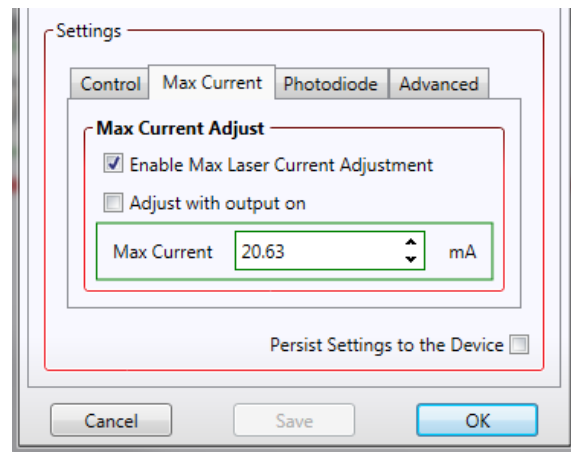 Settings
Control Max Current Photodiode Advanced
Max Current Adjust
Enable Max Laser Current Adjustment
Adjust with output on
Max Current 20.63 mA
Persist Settings to the Device
Cancel Save OK